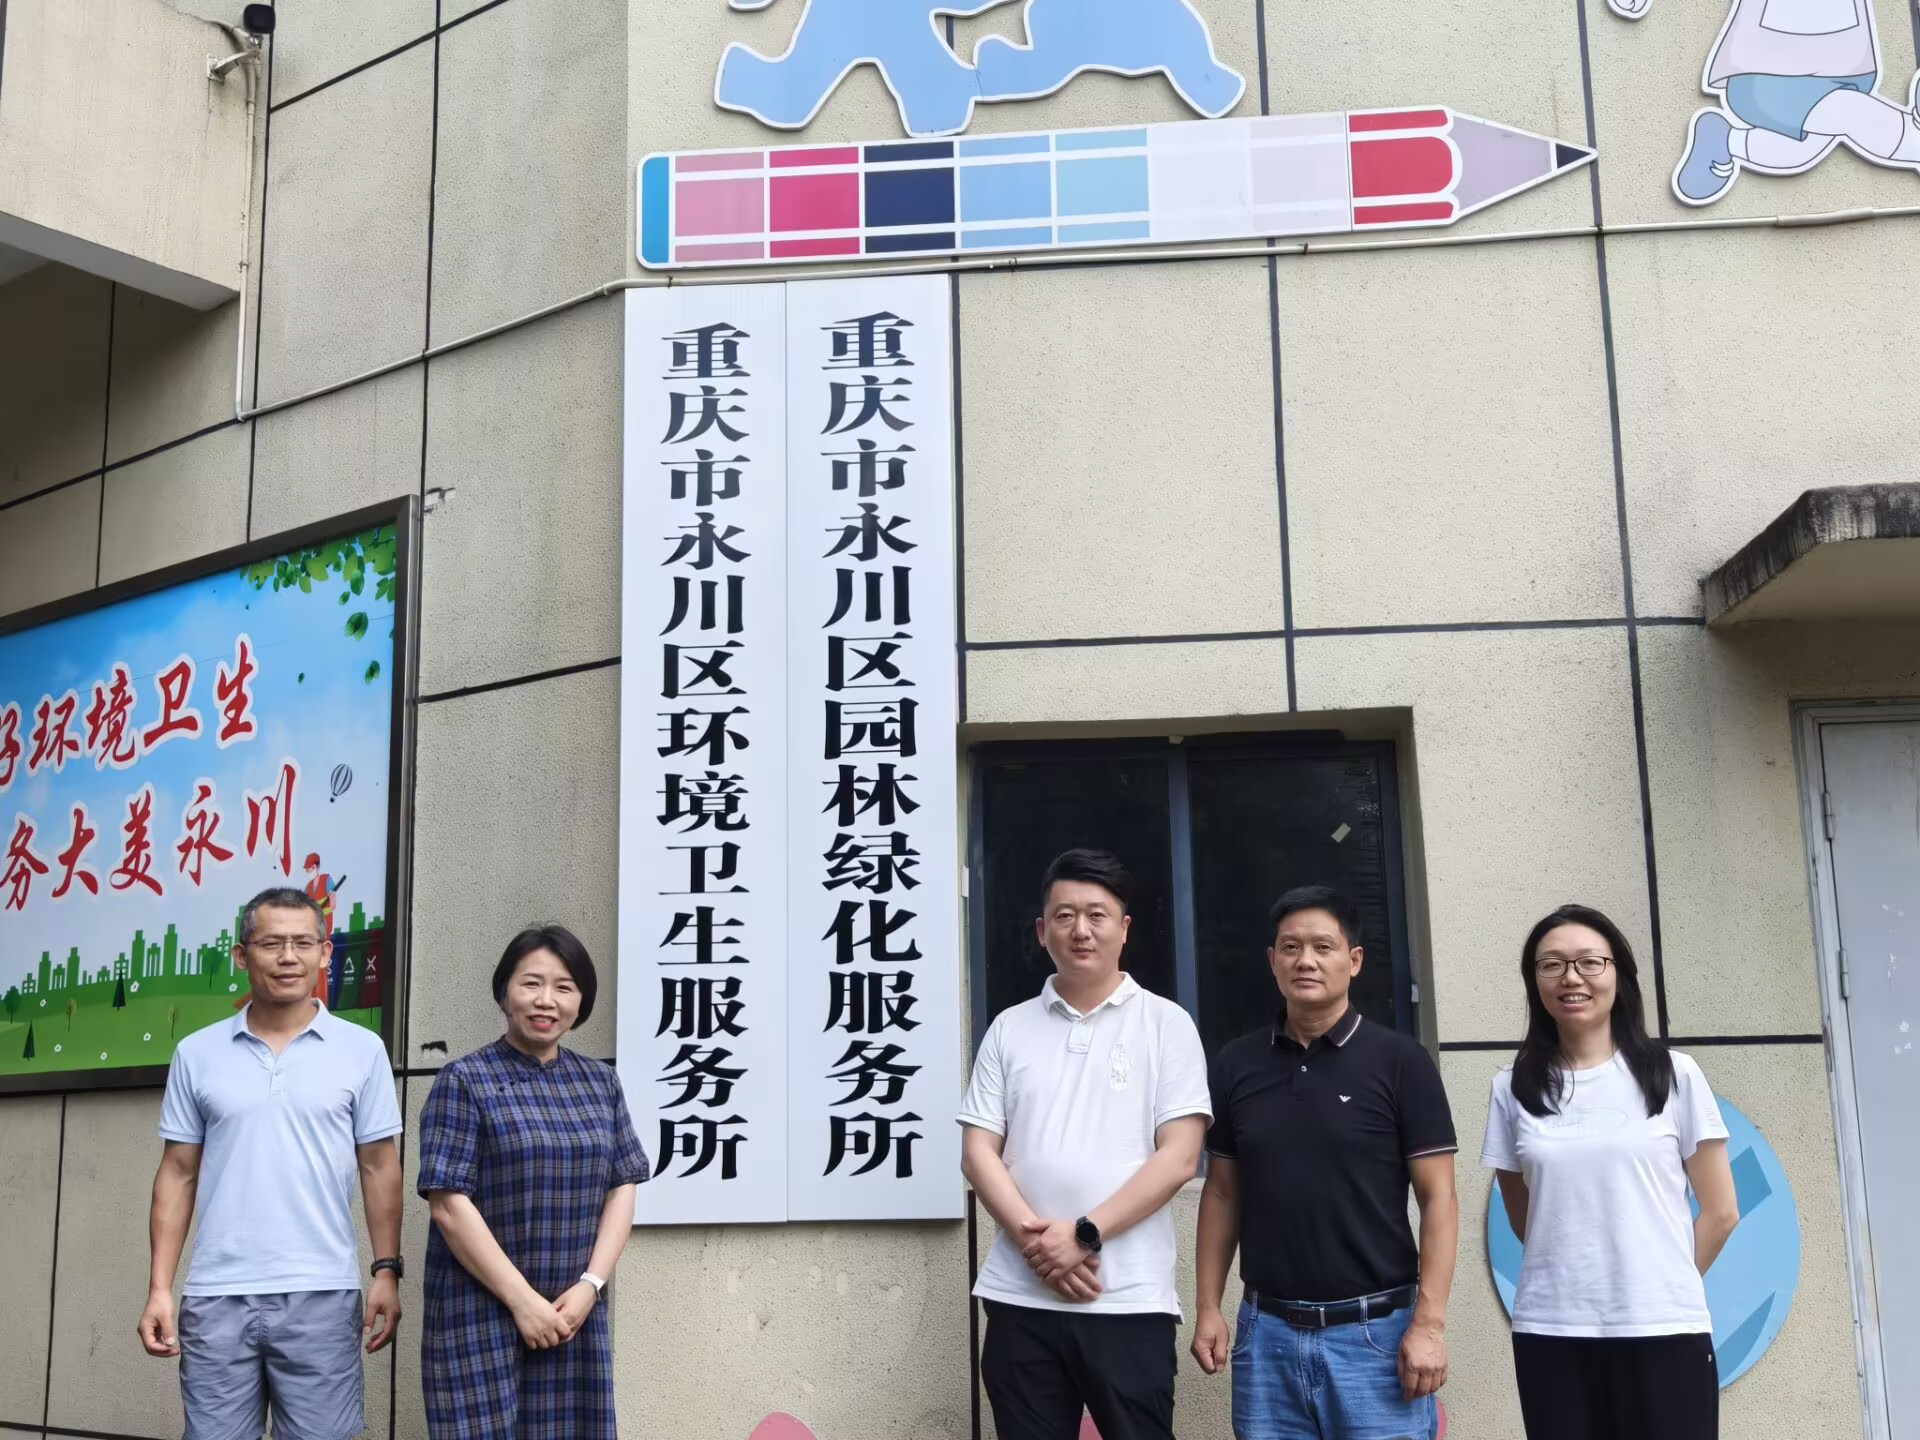 重庆市永川区环境卫生服务所
重庆市永川区园林绿化服务所
好环境卫生
务大美永川